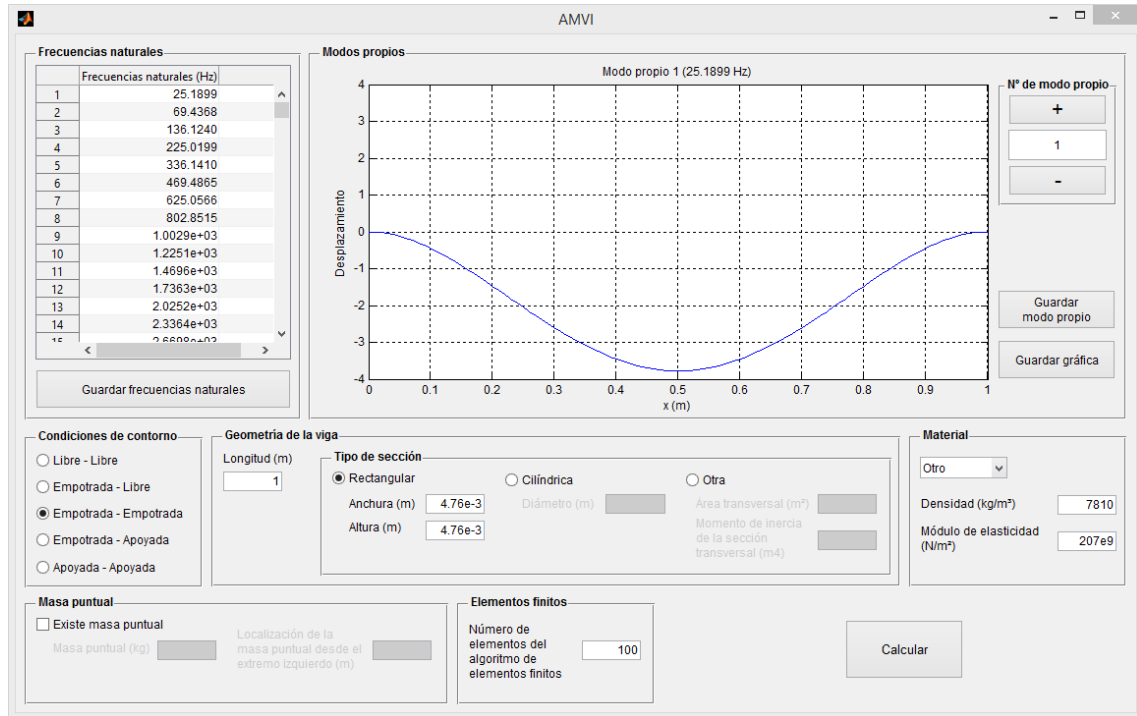 AMVI
Frecuencias naturales
Frecuencias naturales (Hz)
1 25.1899
2 69.4368
3 136.1240
4 225.0199
5 336.1410
6 469.4865
7 625.0566
8 802.8515
9 1.0029e+03
10 1.2251e+03
11 1.4696e+03
12 1.7363e+03
13 2.0252e+03
14 2.3364e+03
15 2.6698e+03
Guardar frecuencias naturales
Modos propios
Modo propio 1 (25.1899 Hz)
4
3
2
1
0
-1
-2
-3
-4
Desplazamiento
0 0.1 0.2 0.3 0.4 0.5 0.6 0.7 0.8 0.9 1
x (m)
Nº de modo propio
+
1
-
Guardar
modo propio
Guardar gráfica
Condiciones de contorno
Libre - Libre
Empotrada - Libre
Empotrada - Empotrada
Empotrada - Apoyada
Apoyada - Apoyada
Geometría de la viga
Longitud (m)
1
Tipo de sección
Rectangular
Anchura (m) 4.76e-3
Altura (m) 4.76e-3
Cilíndrica
Diámetro (m)
Otra
Área transversal (m²)
Momento de inercia
de la sección
transversal (m4)
Material
Otro
Densidad (kg/m³) 7810
Módulo de elasticidad
(N/m²) 207e9
Masa puntual
Existe masa puntual
Masa puntual (kg)
Localización de la
masa puntual desde el
extremo izquierdo (m)
Elementos finitos
Número de
elementos del
algoritmo de
elementos finitos
100
Calcular